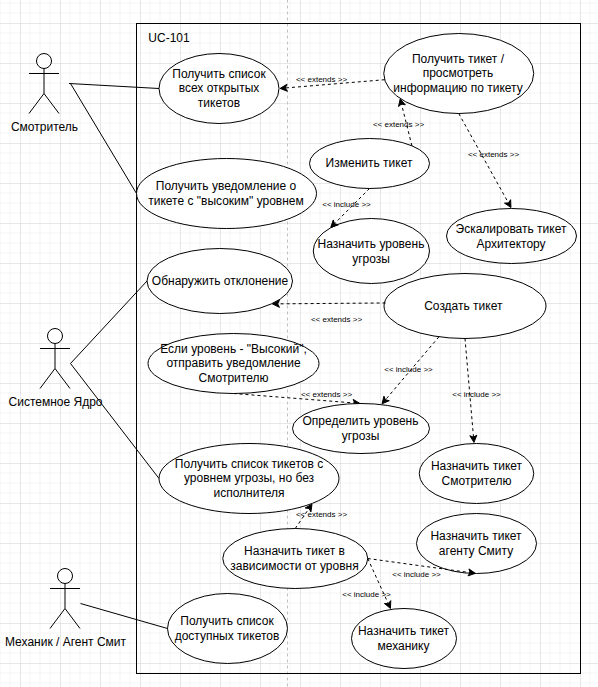 UC-101
Получить список
всех открытых
тикетов
<< extends >>
Получить тикет /
просмотреть
информацию по тикету
Смотритель
<< extends >>
Изменить тикет
<< extends >>
Получить уведомление о
тикете с "высоким" уровнем
<< include >>
Назначить уровень
угрозы
Эскалировать тикет
Архитектору
Обнаружить отклонение
Создать тикет
<< extends >>
Системное Ядро
Если уровень - "Высокий",
отправить уведомление
Смотрителю
<< include >>
<< extends >>
<< include >>
Определить уровень
угрозы
Получить список тикетов с
уровнем угрозы, но без
исполнителя
Назначить тикет
Смотрителю
<< extends >>
Назначить тикет в
зависимости от уровня
Назначить тикет
агенту Смиту
<< include >>
<< include >>
Механик / Агент Смит
Получить список
доступных тикетов
Назначить тикет
механику